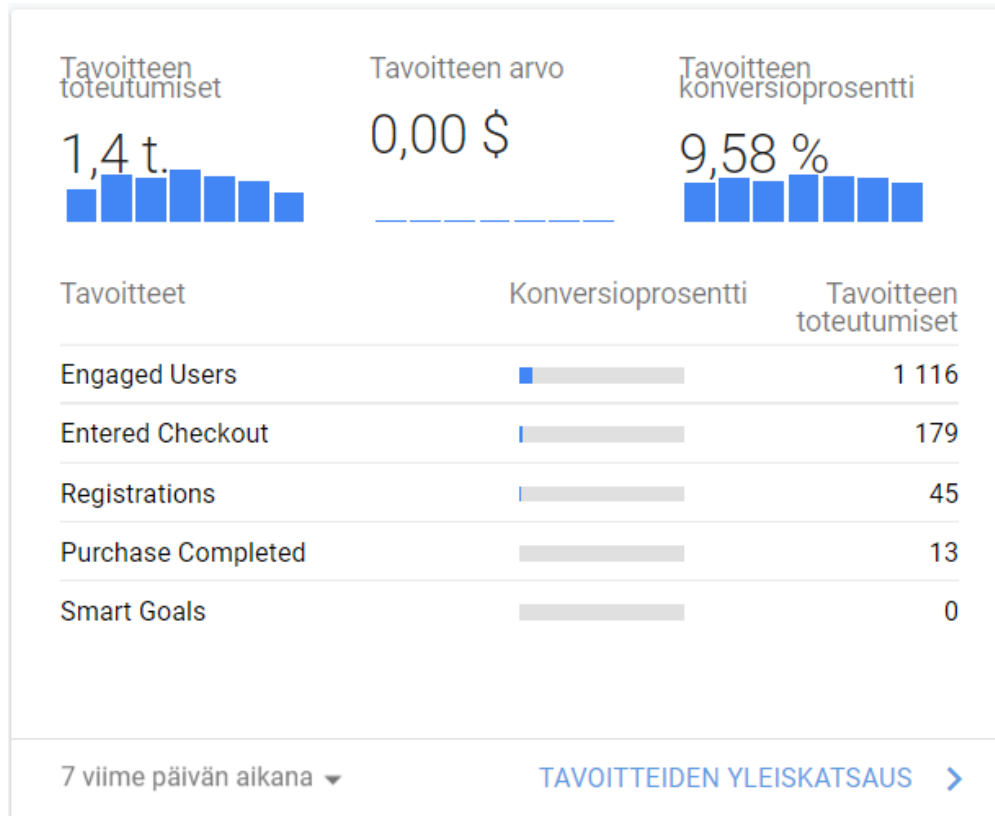 Tavoitteen
toteutumiset
1,4 t.
Tavoitteen arvo
0,00 $
Tavoitteen
konversioprosentti
9,58 %
Tavoitteet Konversioprosentti Tavoitteen
toteutumiset
Engaged Users 1 116
Entered Checkout 179
Registrations 45
Purchase Completed 13
Smart Goals 0
7 viime päivän aikana TAVOITTEIDEN YLEISKATSAUS